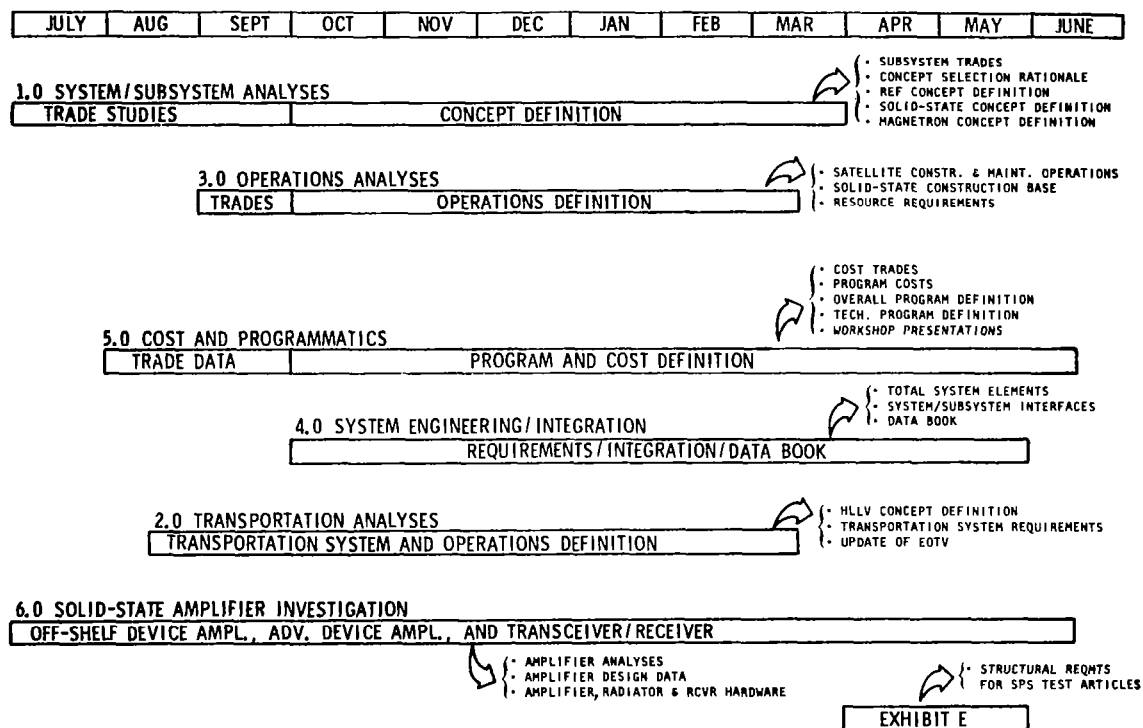 JULY AUG SEPT OCT NOV DEC JAN FEB MAR APR MAY JUNE
1.0 SYSTEM/SUBSYSTEM ANALYSES
TRADE STUDIES CONCEPT DEFINITION
· SUBSYSTEM TRADES
· CONCEPT SELECTION RATIONALE
· REF CONCEPT DEFINITION
· SOLID-STATE CONCEPT DEFINITION
· MAGNETRON CONCEPT DEFINITION
3.0 OPERATIONS ANALYSES
TRADES OPERATIONS DEFINITION
· SATELLITE CONSTR. & MAINT. OPERATIONS
· SOLID-STATE CONSTRUCTION BASE
· RESOURCE REQUIREMENTS
· COST TRADES
· PROGRAM COSTS
· OVERALL PROGRAM DEFINITION
· TECH. PROGRAM DEFINITION
· WORKSHOP PRESENTATIONS
5.0 COST AND PROGRAMMATICS
TRADE DATA PROGRAM AND COST DEFINITION
· TOTAL SYSTEM ELEMENTS
· SYSTEM/SUBSYSTEM INTERFACES
· DATA BOOK
4.0 SYSTEM ENGINEERING/INTEGRATION
REQUIREMENTS/INTEGRATION/DATA BOOK
2.0 TRANSPORTATION ANALYSES
TRANSPORTATION SYSTEM AND OPERATIONS DEFINITION
· HLLV CONCEPT DEFINITION
· TRANSPORTATION SYSTEM REQUIREMENTS
· UPDATE OF EOTV
6.0 SOLID-STATE AMPLIFIER INVESTIGATION
OFF-SHELF DEVICE AMPL., ADV. DEVICE AMPL., AND TRANSCEIVER/RECEIVER
· AMPLIFIER ANALYSES
· AMPLIFIER DESIGN DATA
· AMPLIFIER, RADIATOR & RCVR HARDWARE
· STRUCTURAL REQMTS
FOR SPS TEST ARTICLES
EXHIBIT E